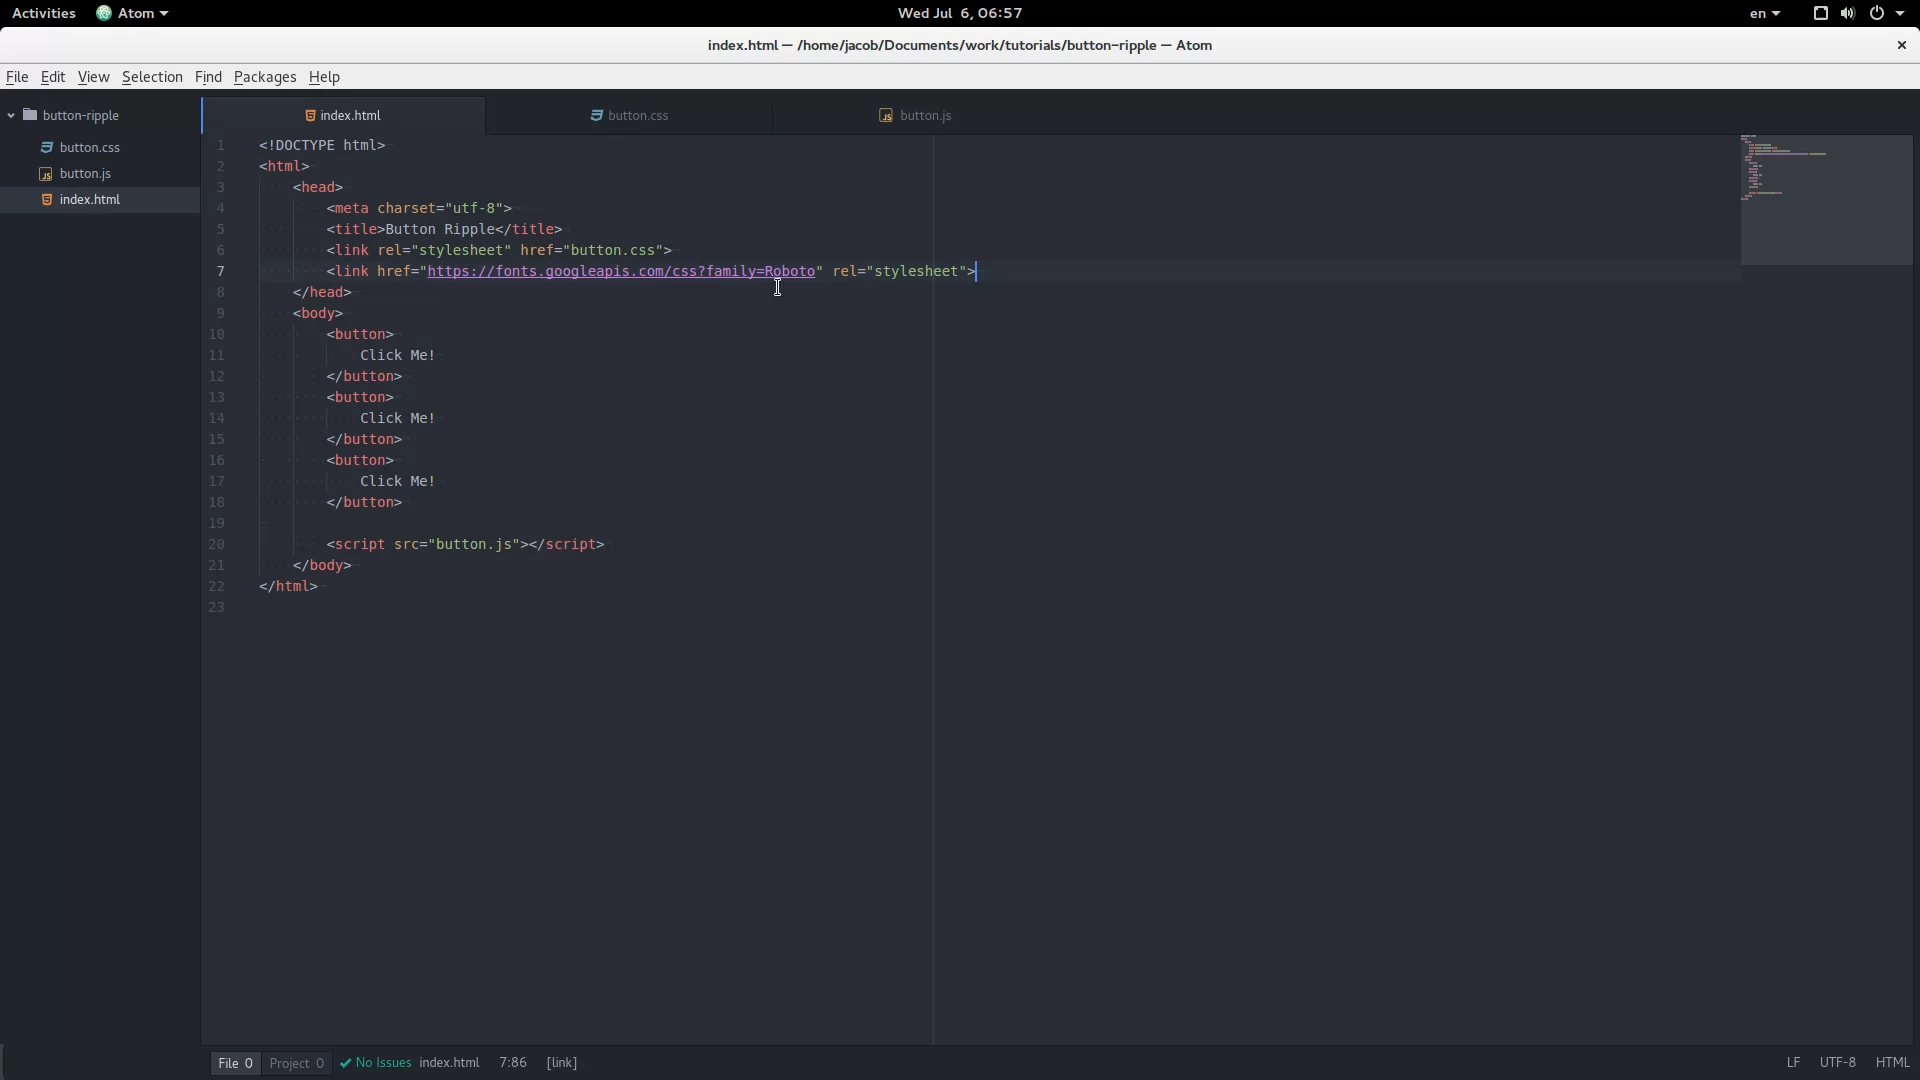 Activities Atom Wed Jul 6, 06:57 en
index.html — /home/jacob/Documents/work/tutorials/button-ripple — Atom
File Edit View Selection Find Packages Help
button-ripple
button.css
button.js
index.html
index.html button.css button.js
1 <!DOCTYPE html>
2 <html>
3 <head>
4 <meta charset="utf-8">
5 <title>Button Ripple</title>
6 <link rel="stylesheet" href="button.css">
7 <link href="https://fonts.googleapis.com/css?family=Roboto" rel="stylesheet">
8 </head>
9 <body>
10 <button>
11 Click Me!
12 </button>
13 <button>
14 Click Me!
15 </button>
16 <button>
17 Click Me!
18 </button>
19
20 <script src="button.js"></script>
21 </body>
22 </html>
23
File 0 Project 0 No Issues index.html 7:86 [link] LF UTF-8 HTML